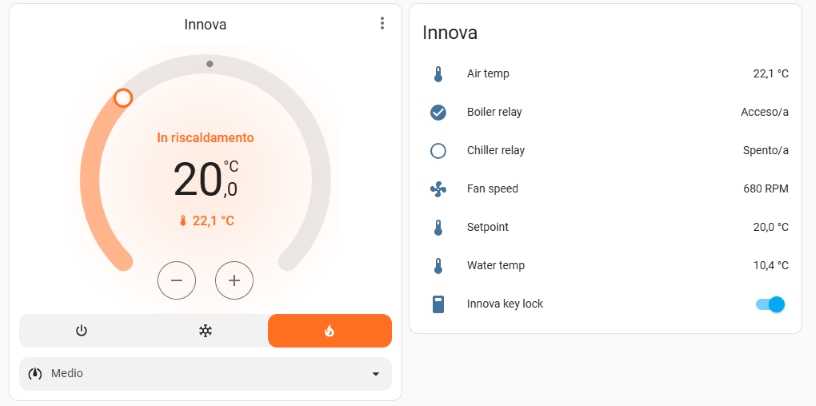 Innova
In riscaldamento
20,0 °C
22,1 °C
Medio
Innova
Air temp 22,1 °C
Boiler relay Acceso/a
Chiller relay Spento/a
Fan speed 680 RPM
Setpoint 20,0 °C
Water temp 10,4 °C
Innova key lock